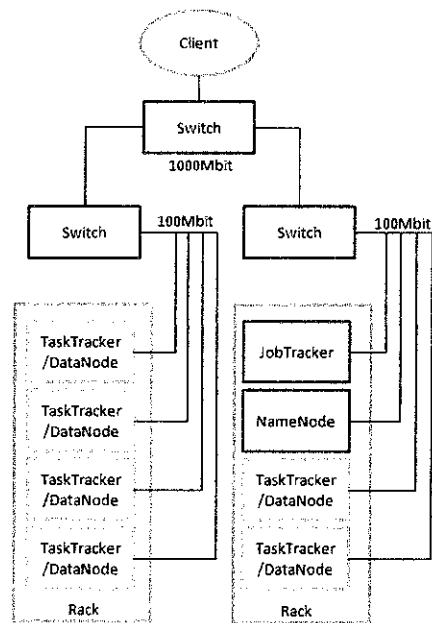 Client
Switch
1000Mbit
Switch
100Mbit
Switch
100Mbit
TaskTracker
/DataNode
TaskTracker
/DataNode
TaskTracker
/DataNode
TaskTracker
/DataNode
Rack
JobTracker
NameNode
TaskTracker
/DataNode
TaskTracker
/DataNode
Rack